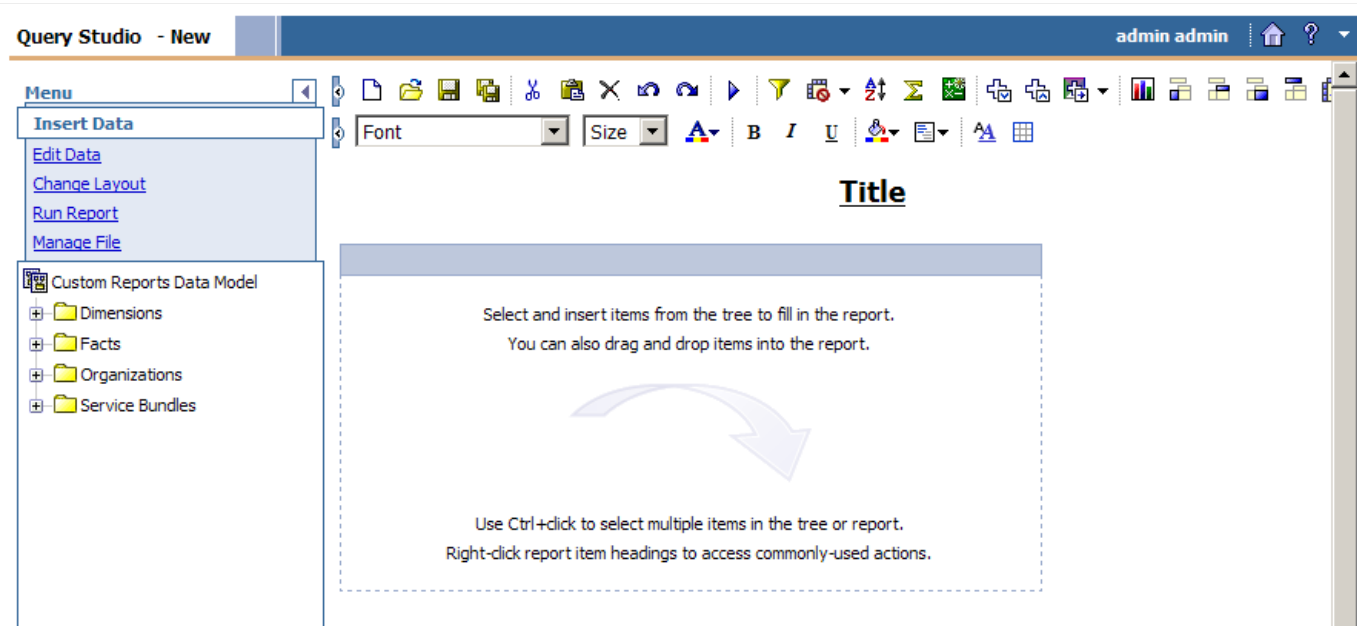 Query Studio - New
admin admin
Menu
Insert Data
Edit Data
Change Layout
Run Report
Manage File
Custom Reports Data Model
Dimensions
Facts
Organizations
Service Bundles
Font
Size
A
B I U
AA
Title
Select and insert items from the tree to fill in the report.
You can also drag and drop items into the report.
Use Ctrl+click to select multiple items in the tree or report.
Right-click report item headings to access commonly-used actions.